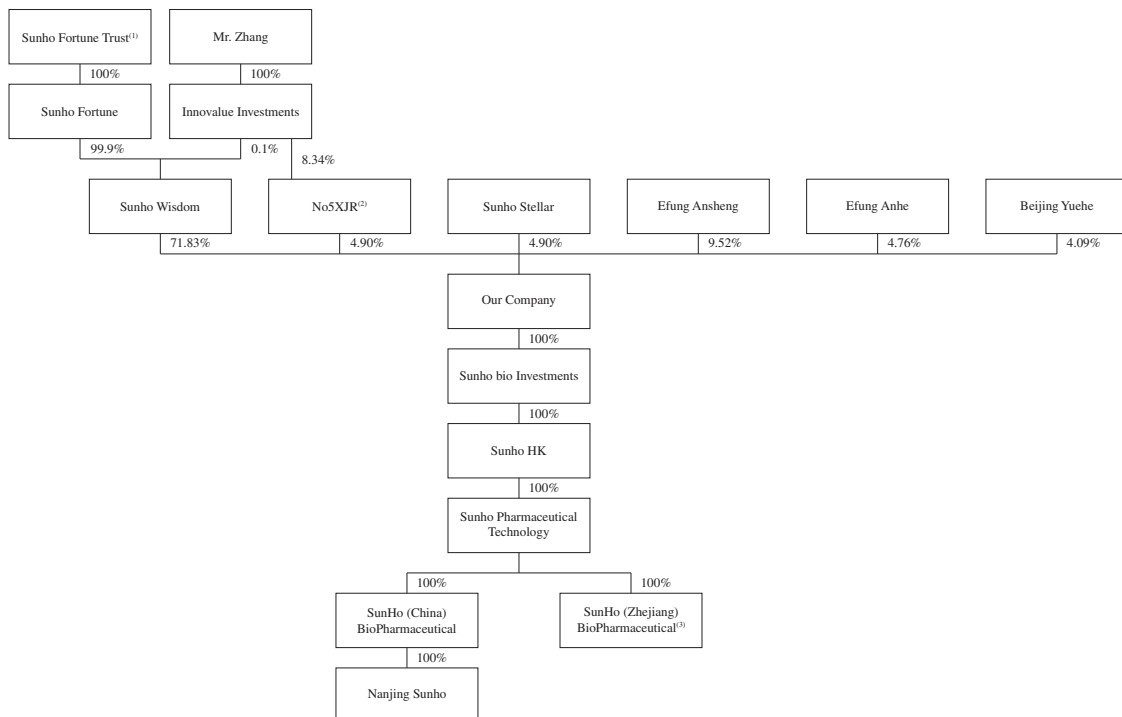 Sunho Fortune Trust(1)
Mr. Zhang
100%
100%
Sunho Fortune
Innovalue Investments
99.9%
0.1%
8.34%
Sunho Wisdom
No5XJR(2)
Sunho Stellar
Efung Ansheng
Efung Anhe
Beijing Yuehe
71.83%
4.90%
4.90%
9.52%
4.76%
4.09%
Our Company
100%
Sunho bio Investments
100%
Sunho HK
100%
Sunho Pharmaceutical
Technology
100%
100%
SunHo (China)
BioPharmaceutical
SunHo (Zhejiang)
BioPharmaceutical(3)
100%
Nanjing Sunho